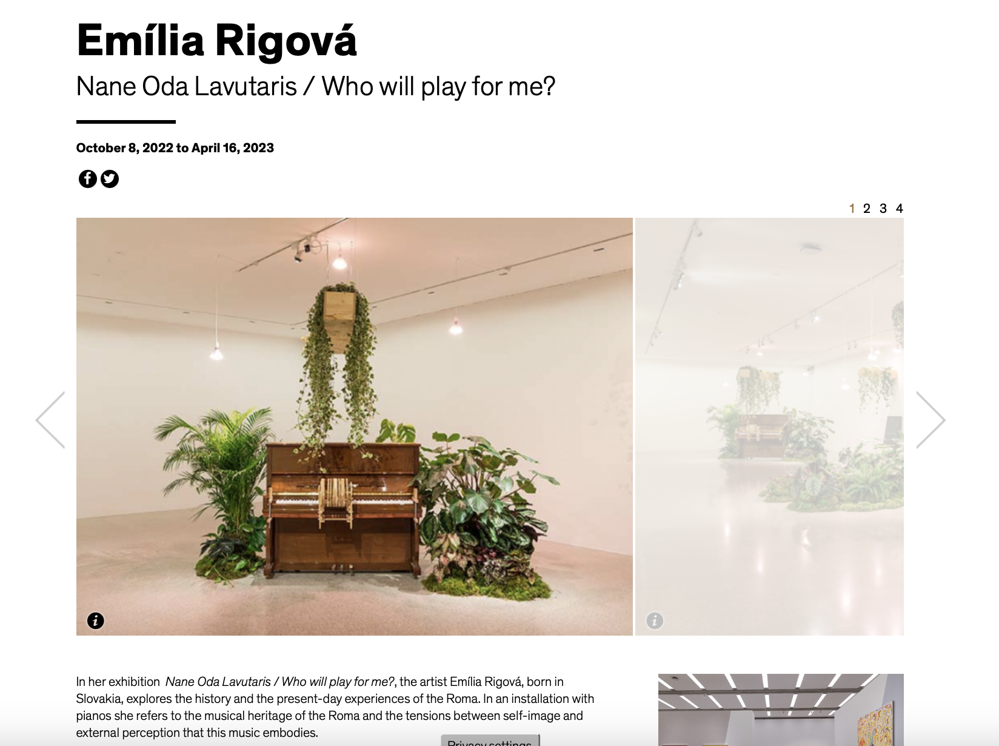 Emília Rigová
Nane Oda Lavutaris / Who will play for me?
October 8, 2022 to April 16, 2023
1 2 3 4
In her exhibition Nane Oda Lavutaris / Who will play for me?, the artist Emília Rigová, born in
Slovakia, explores the history and the present-day experiences of the Roma. In an installation with
pianos she refers to the musical heritage of the Roma and the tensions between self-image and
external perception that this music embodies.
Privacy settings